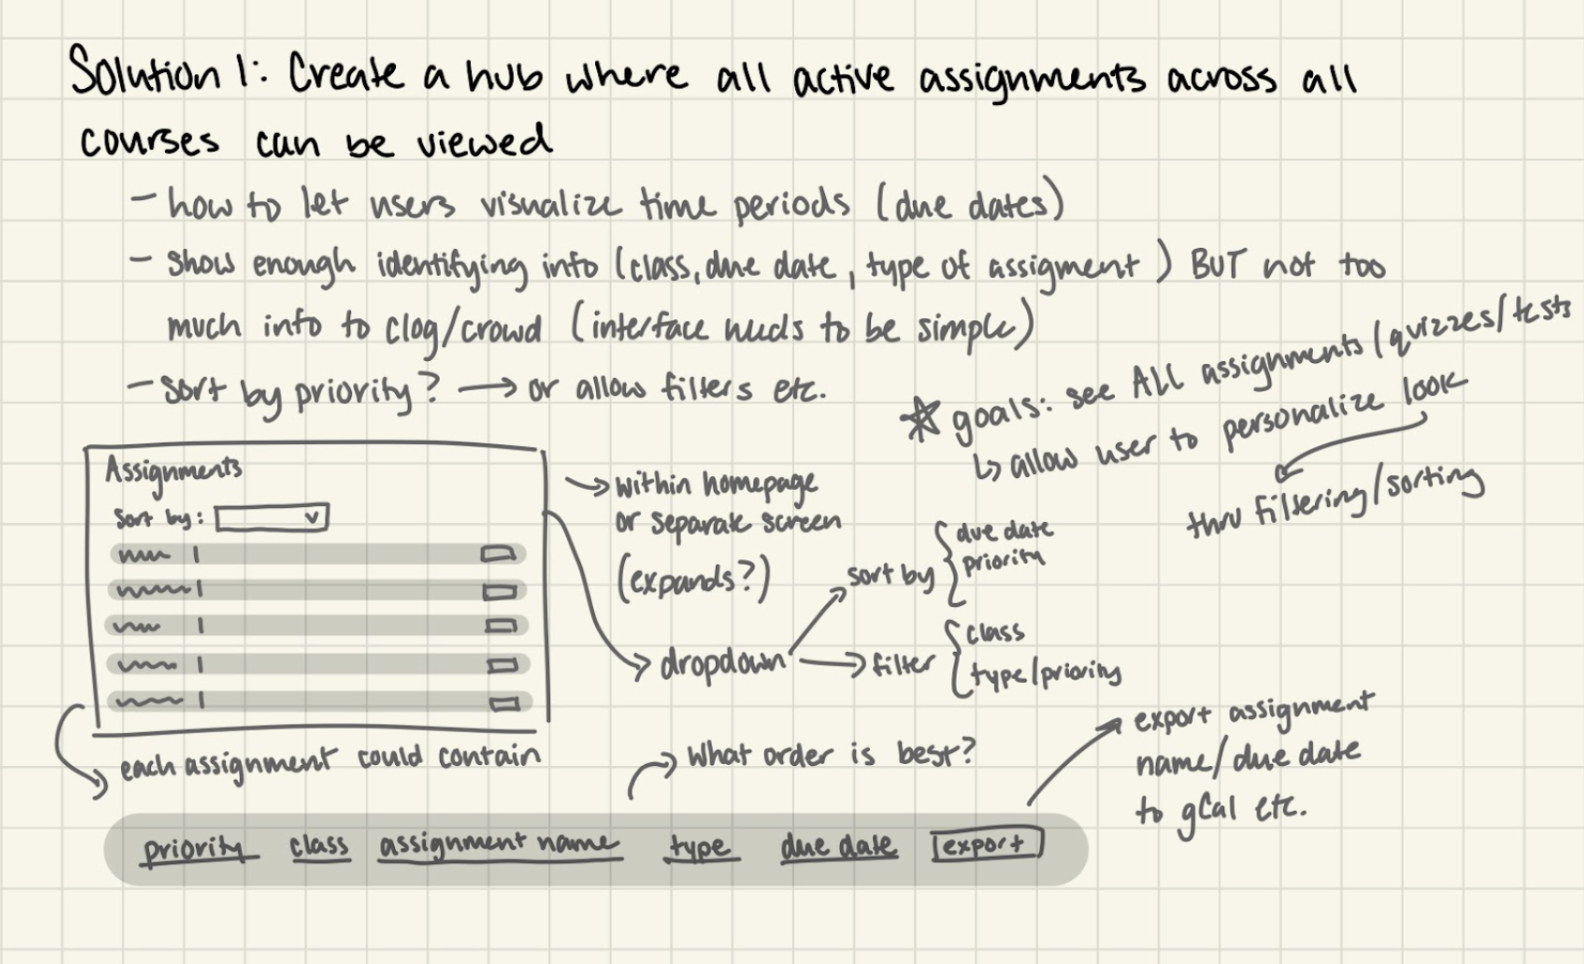 Solution 1: Create a hub where all active assignments across all
courses can be viewed
- how to let users visualize time periods (due dates)
- show enough identifying info (class, due date, type of assigment) BUT not too
much info to clog/crowd (interface needs to be simple)
- sort by priority? → or allow filters etc.
* goals: see ALL assignments/quizzes/tests
↳ allow user to personalize look
thru filtering/sorting
Assignments
Sort by:
→ within homepage
or separate screen
(expands?)
→ dropdown
sort by { due date
priority
→ filter { class
type/priority
each assignment could contain
→ What order is best?
export assignment
name/due date
to gCal etc.
priority class assignment name type due date export